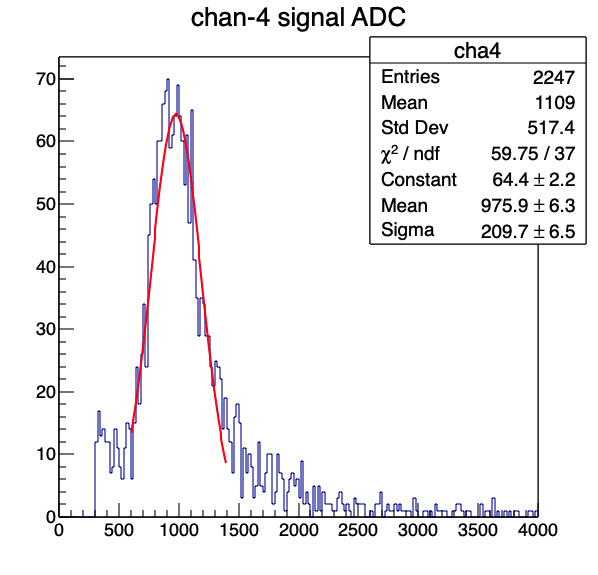 chan-4 signal ADC
cha4
Entries 2247
Mean 1109
Std Dev 517.4
χ² / ndf 59.75 / 37
Constant 64.4 ± 2.2
Mean 975.9 ± 6.3
Sigma 209.7 ± 6.5
70
60
50
40
30
20
10
0
0 500 1000 1500 2000 2500 3000 3500 4000